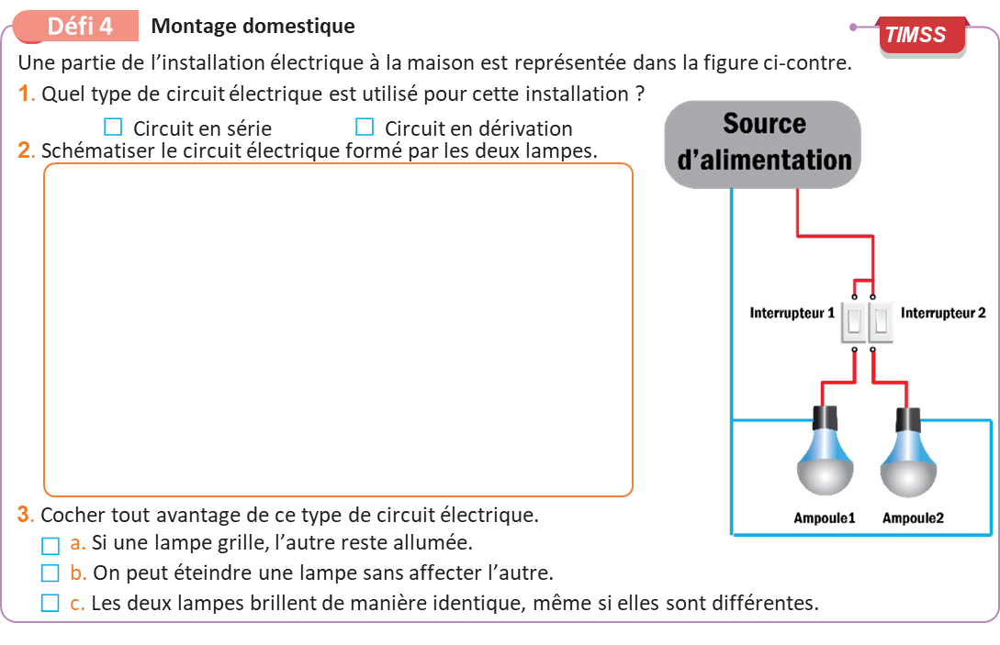 Défi 4 Montage domestique
TIMSS
Une partie de l’installation électrique à la maison est représentée dans la figure ci-contre.
1. Quel type de circuit électrique est utilisé pour cette installation ?
Circuit en série Circuit en dérivation
2. Schématiser le circuit électrique formé par les deux lampes.
Source
d’alimentation
Interrupteur 1 Interrupteur 2
Ampoule1 Ampoule2
3. Cocher tout avantage de ce type de circuit électrique.
a. Si une lampe grille, l’autre reste allumée.
b. On peut éteindre une lampe sans affecter l’autre.
c. Les deux lampes brillent de manière identique, même si elles sont différentes.